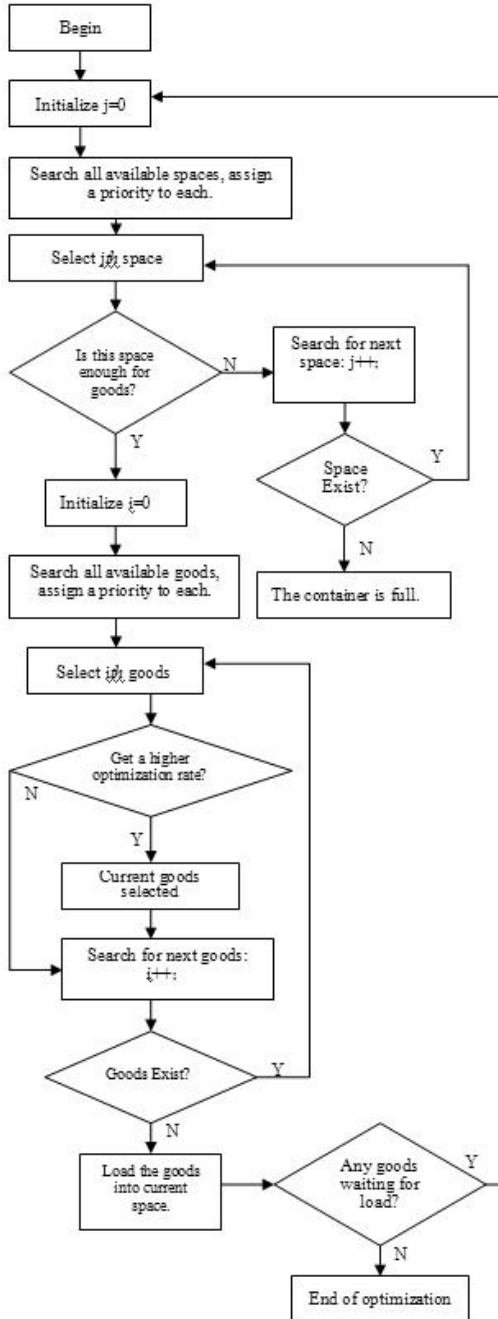 Begin
Initialize j=0
Search all available spaces, assign
a priority to each.
Select jth space
Is this space
enough for
goods?
N
Search for next
space: j++;
Y
Space
Exist?
Y
N
Initialize i=0
Search all available goods,
assign a priority to each.
The container is full.
Select ith goods
Get a higher
optimization rate?
N
Y
Current goods
selected
Search for next goods:
i++;
Goods Exist?
Y
N
Load the goods
into current
space.
Any goods
waiting for
load?
Y
N
End of optimization